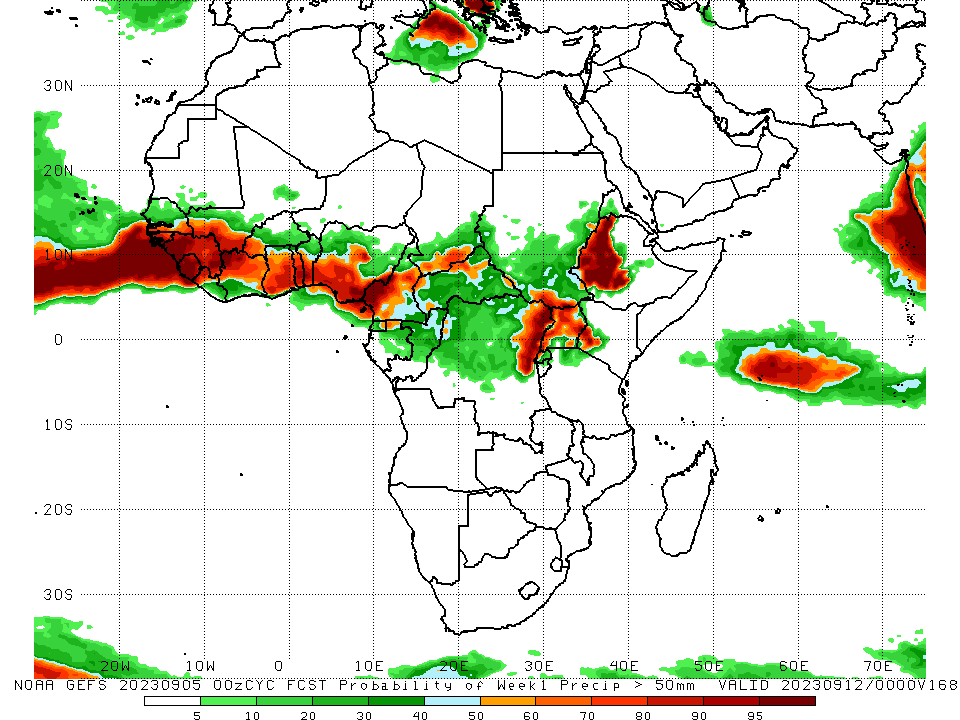 30N
20N
10N
0
10S
20S
30S
20W 10W 0 10E 20E 30E 40E 50E 60E 70E
NOAA GEFS 20230905 00zCYC FCST Probability of Week1 Precip > 50mm VALID 20230912/0000V168
5 10 20 30 40 50 60 70 80 90 95